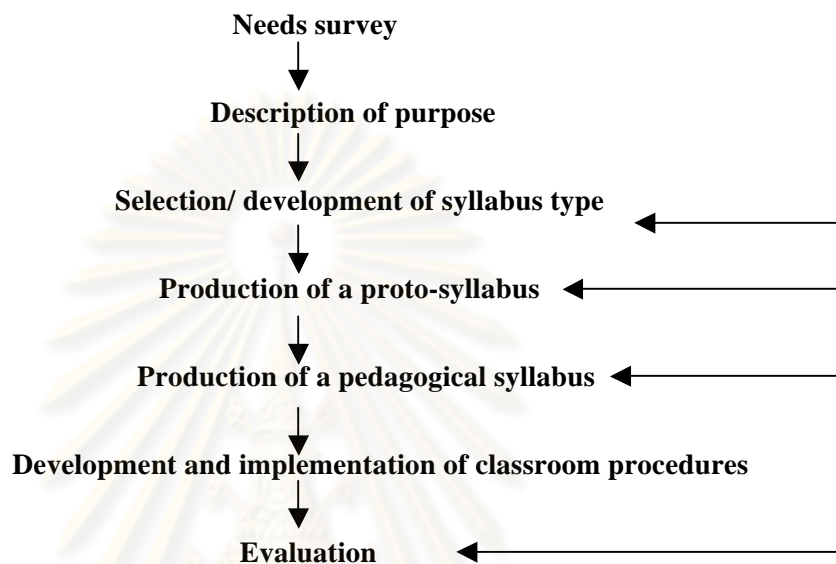 Needs survey
Description of purpose
Selection/ development of syllabus type
Production of a proto-syllabus
Production of a pedagogical syllabus
Development and implementation of classroom procedures
Evaluation